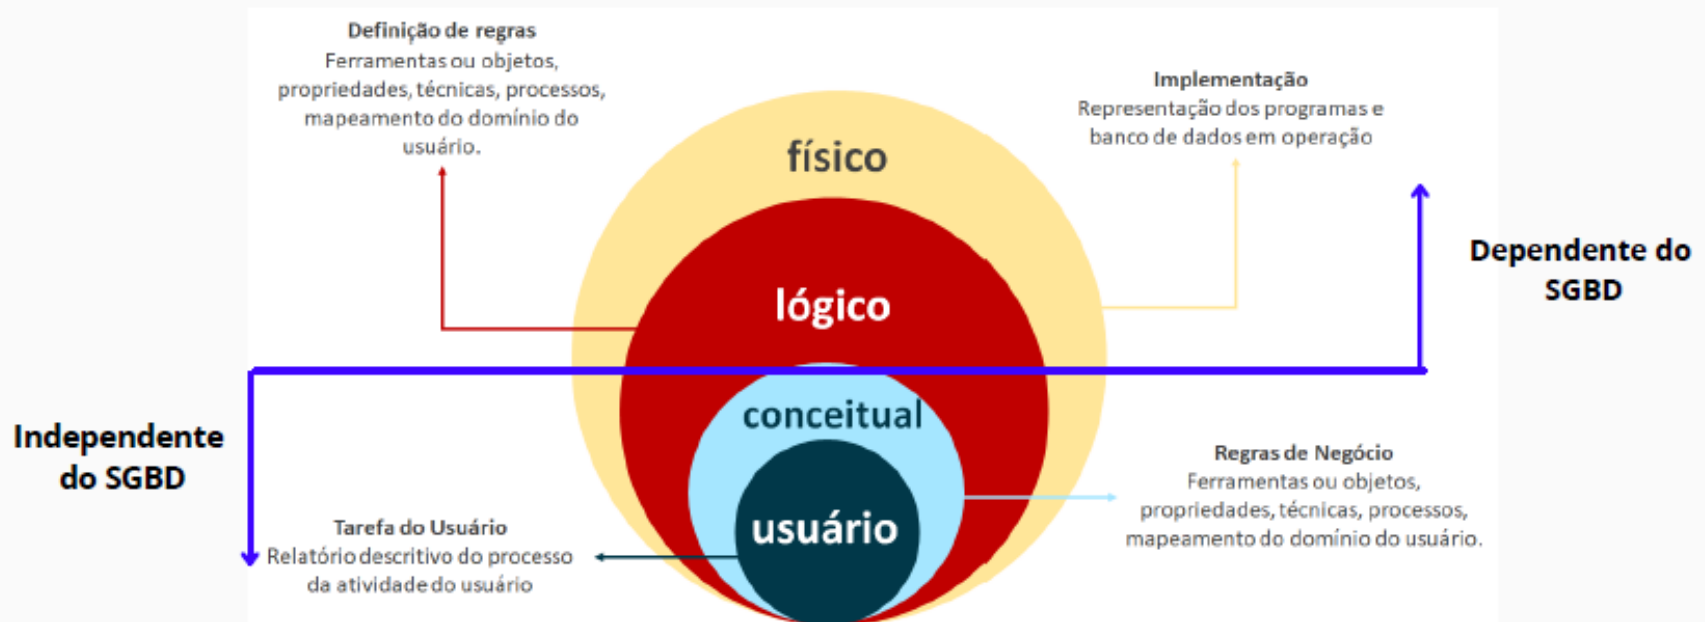 Definição de regras
Ferramentas ou objetos,
propriedades, técnicas, processos,
mapeamento do domínio do
usuário.
Implementação
Representação dos programas e
banco de dados em operação
físico
lógico
conceitual
usuário
Dependente do
SGBD
Independente
do SGBD
Regras de Negócio
Ferramentas ou objetos,
propriedades, técnicas, processos,
mapeamento do domínio do usuário.
Tarefa do Usuário
Relatório descritivo do processo
da atividade do usuário